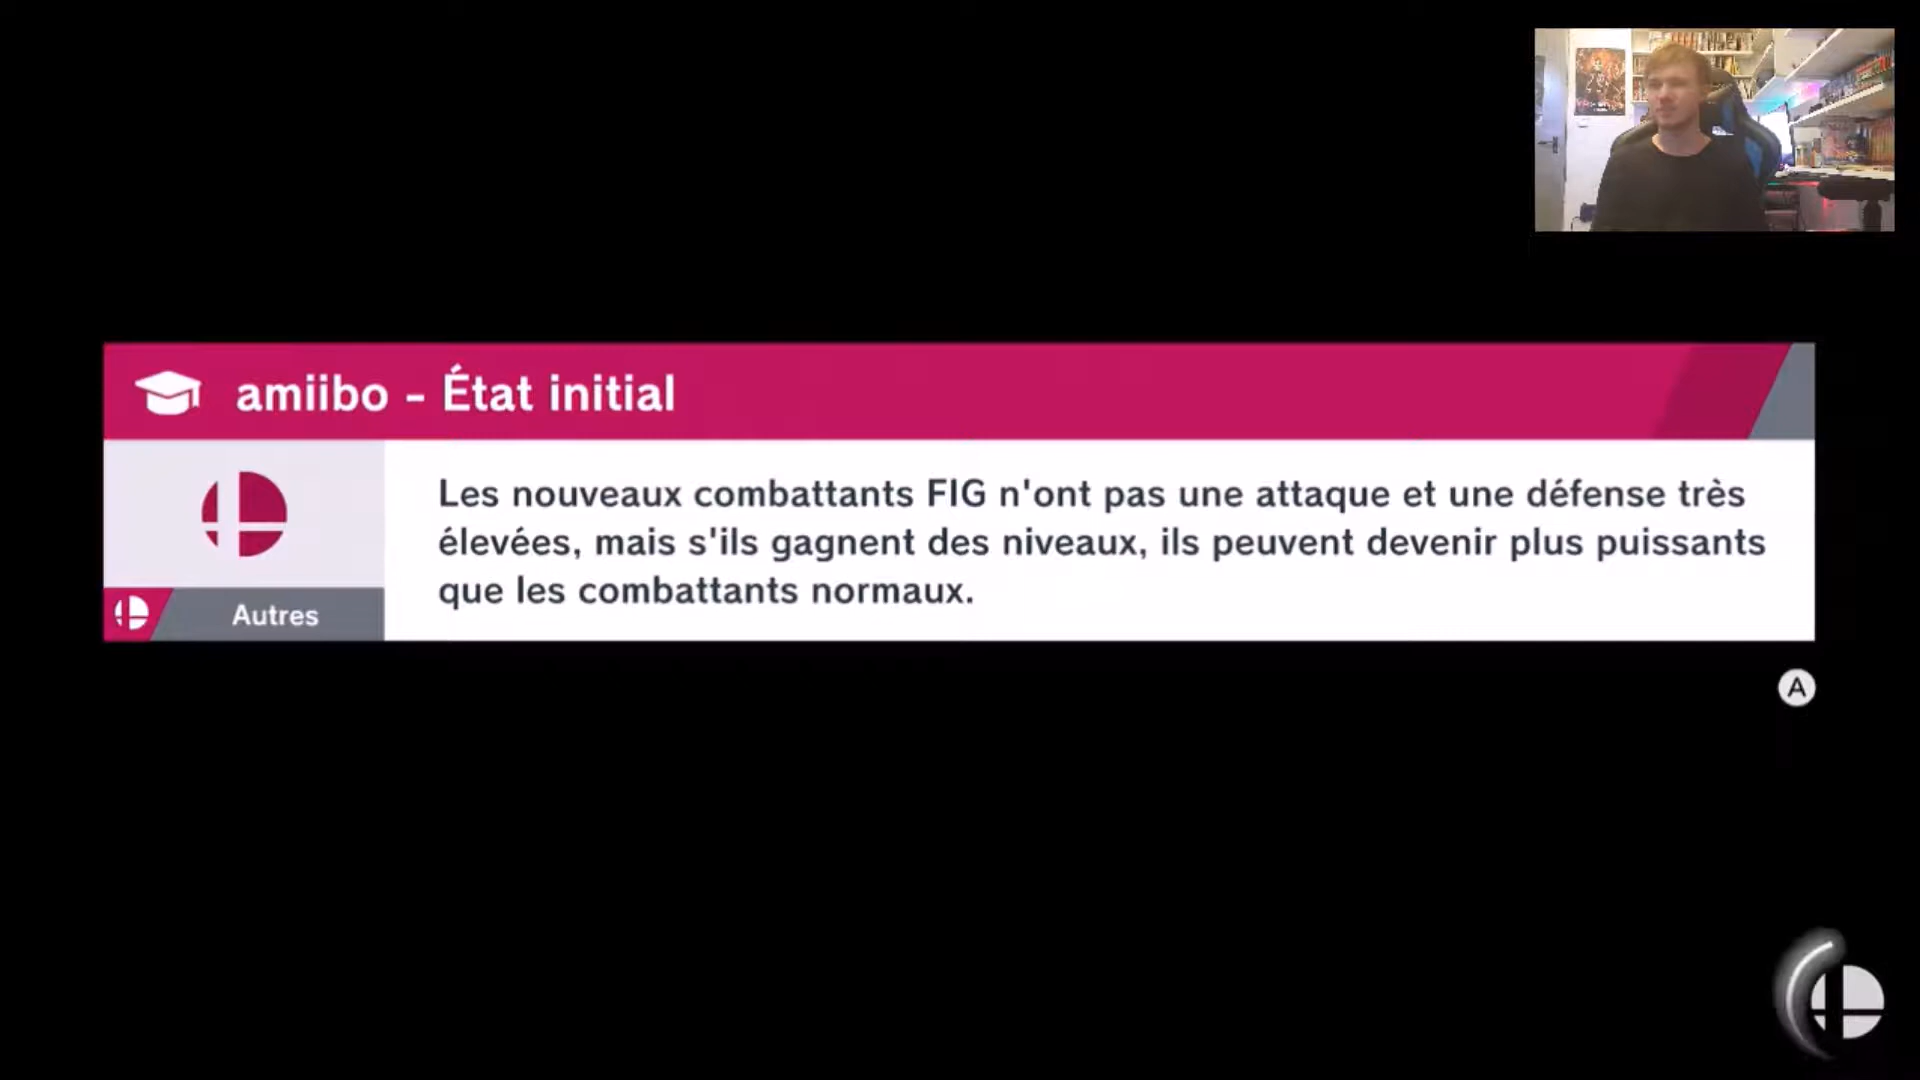 amiibo - État initial
Les nouveaux combattants FIG n'ont pas une attaque et une défense très
élevées, mais s'ils gagnent des niveaux, ils peuvent devenir plus puissants
que les combattants normaux.
Autres
A